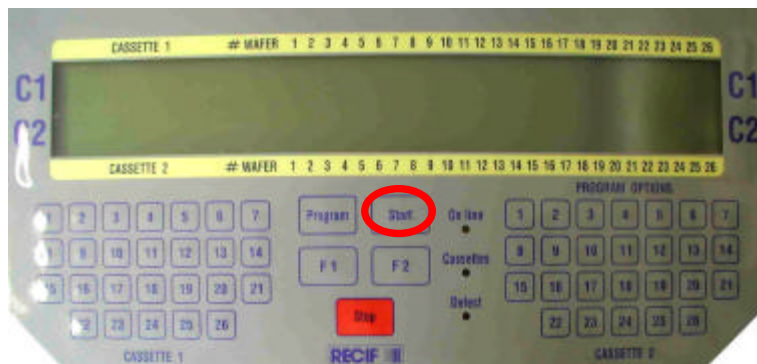 CASSETTE 1 # WAFER 1 2 3 4 5 6 7 8 9 10 11 12 13 14 15 16 17 18 19 20 21 22 23 24 25 26
C1 C1
C2 C2
CASSETTE 2 # WAFER 1 2 3 4 5 6 7 8 9 10 11 12 13 14 15 16 17 18 19 20 21 22 23 24 25 26
PROGRAM OPTIONS
1 2 3 4 5 6 7 Program Start On line 1 2 3 4 5 6 7
8 9 10 11 12 13 14 F 1 F 2 Cassettes 8 9 10 11 12 13 14
15 16 17 18 19 20 21 Defect 15 16 17 18 19 20 21
22 23 24 25 26 Stop 22 23 24 25 26
CASSETTE 1 RECIF CASSETTE 2